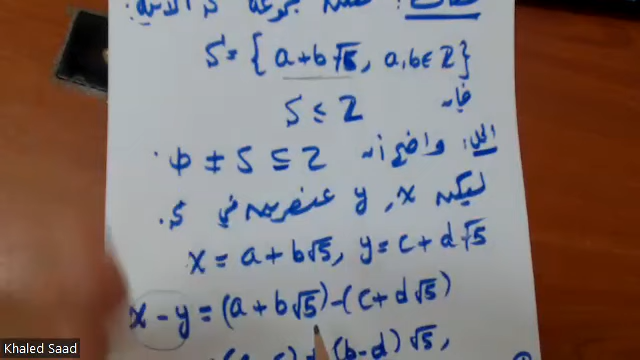 S = { a+b√5, a,b ∈ Z }
فإن S ≤ Z
الحل: واضح أن φ ≠ S ⊆ Z .
ليكن x, y عنصرين في S.
x = a+b√5, y = c+d√5
x - y = (a+b√5)-(c+d√5)
(b-d)√5,
Khaled Saad